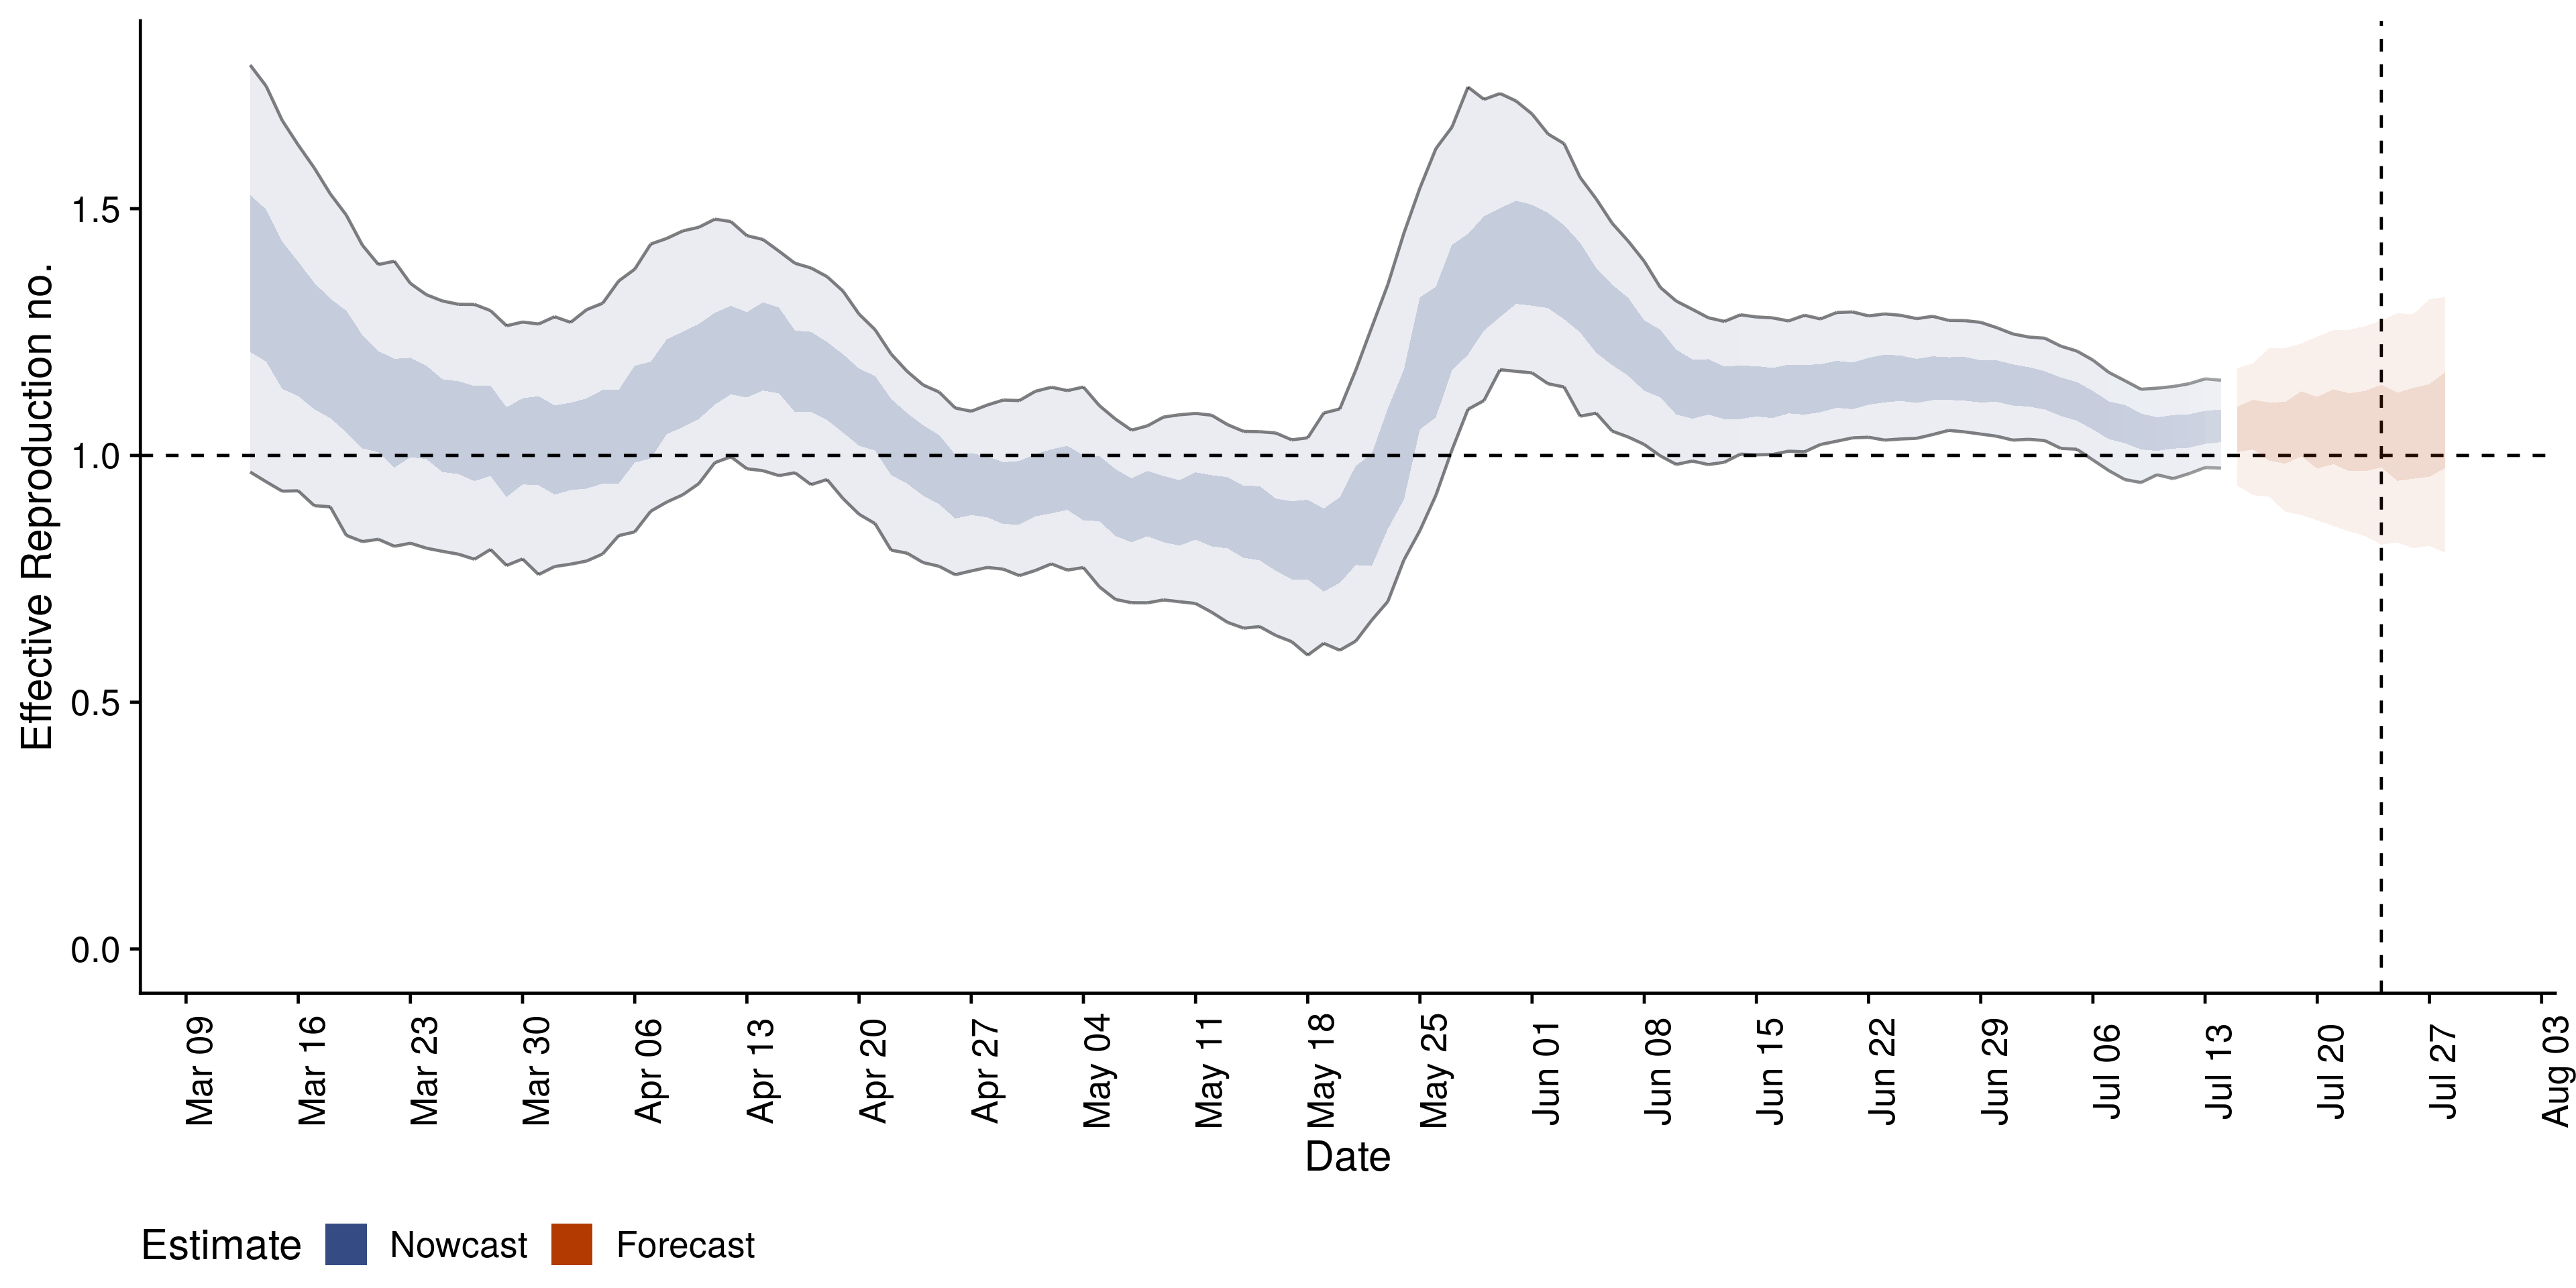 Effective Reproduction no.
1.5
1.0
0.5
0.0
Mar 09
Mar 16
Mar 23
Mar 30
Apr 06
Apr 13
Apr 20
Apr 27
May 04
May 11
May 18
May 25
Jun 01
Jun 08
Jun 15
Jun 22
Jun 29
Jul 06
Jul 13
Jul 20
Jul 27
Aug 03
Date
Estimate Nowcast Forecast